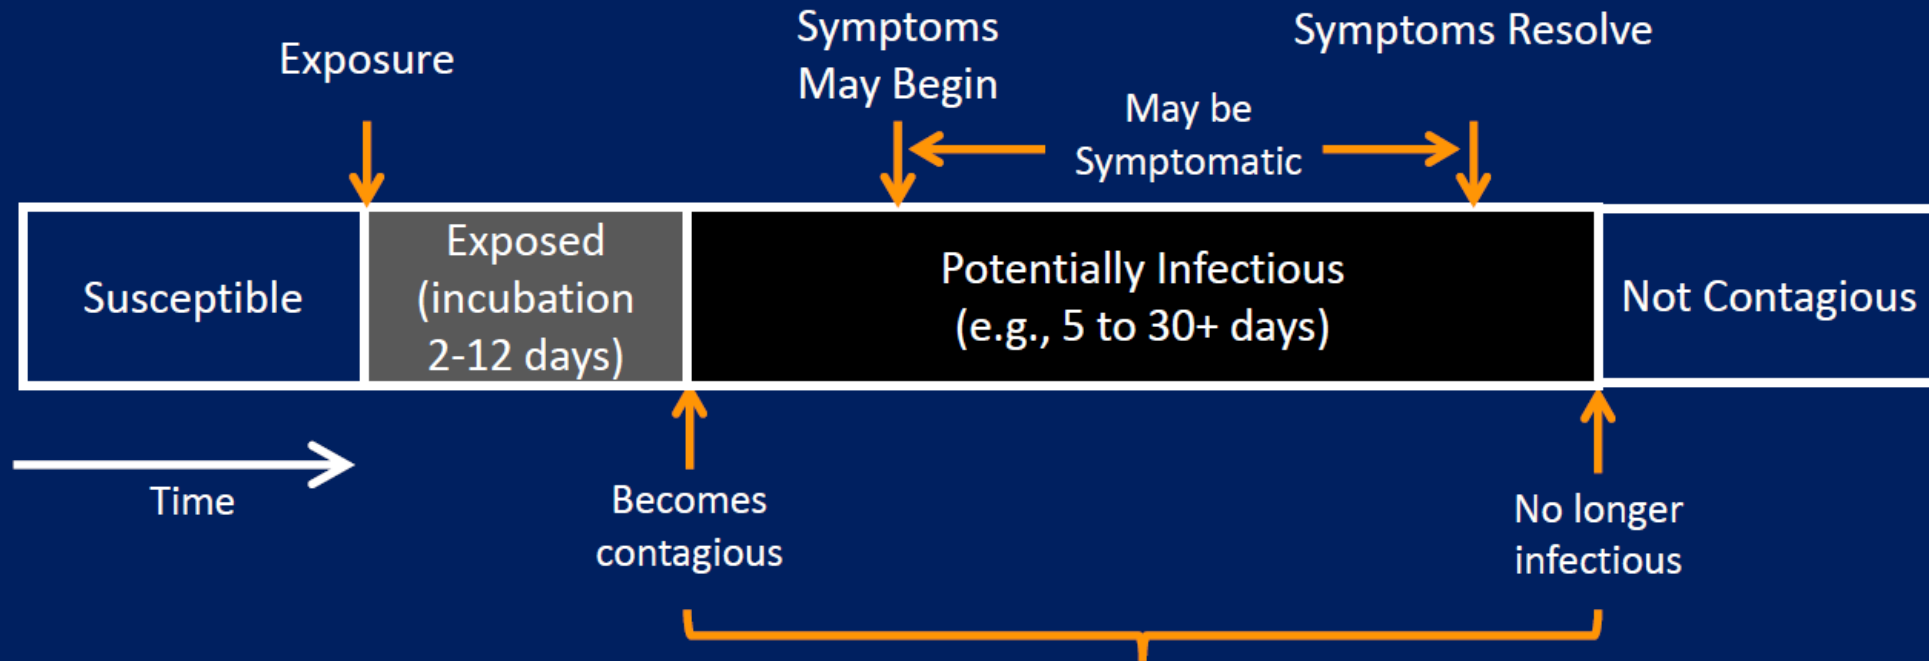 Exposure
Symptoms
May Begin
Symptoms Resolve
May be
Symptomatic
Susceptible
Exposed
(incubation
2-12 days)
Potentially Infectious
(e.g., 5 to 30+ days)
Not Contagious
Time
Becomes
contagious
No longer
infectious